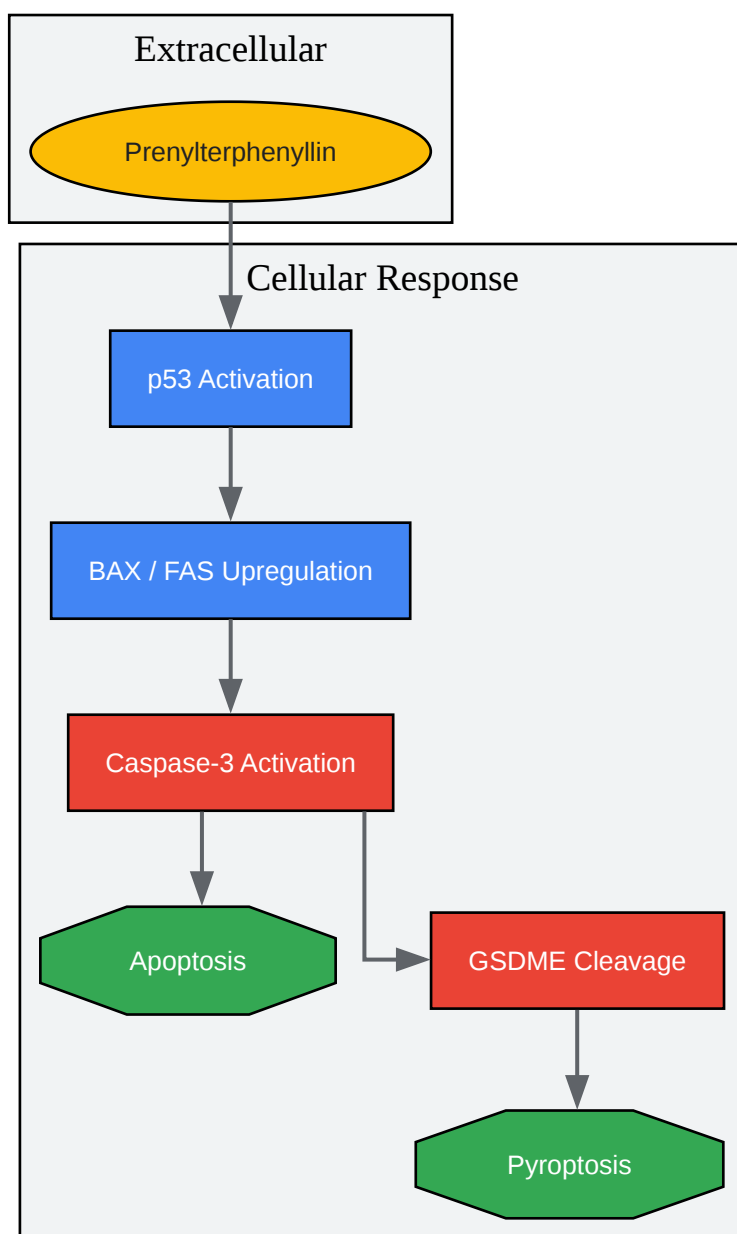 Extracellular
Prenylterphenyllin
Cellular Response
p53 Activation
BAX / FAS Upregulation
Caspase-3 Activation
Apoptosis
GSDME Cleavage
Pyroptosis